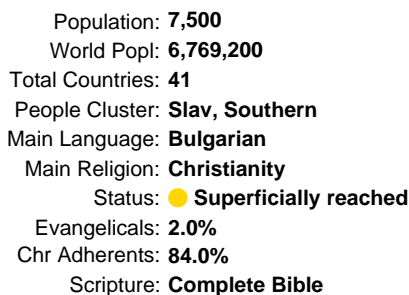 Population: 7,500
World Popl: 6,769,200
Total Countries: 41
People Cluster: Slav, Southern
Main Language: Bulgarian
Main Religion: Christianity
Status: Superficially reached
Evangelicals: 2.0%
Chr Adherents: 84.0%
Scripture: Complete Bible